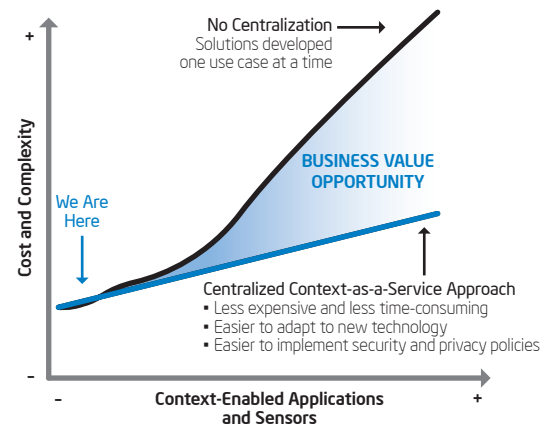 No Centralization
Solutions developed
one use case at a time
+
Cost and Complexity
BUSINESS VALUE
OPPORTUNITY
We Are
Here
Centralized Context-as-a-Service Approach
▪ Less expensive and less time-consuming
▪ Easier to adapt to new technology
▪ Easier to implement security and privacy policies
–
–
Context-Enabled Applications
and Sensors
+